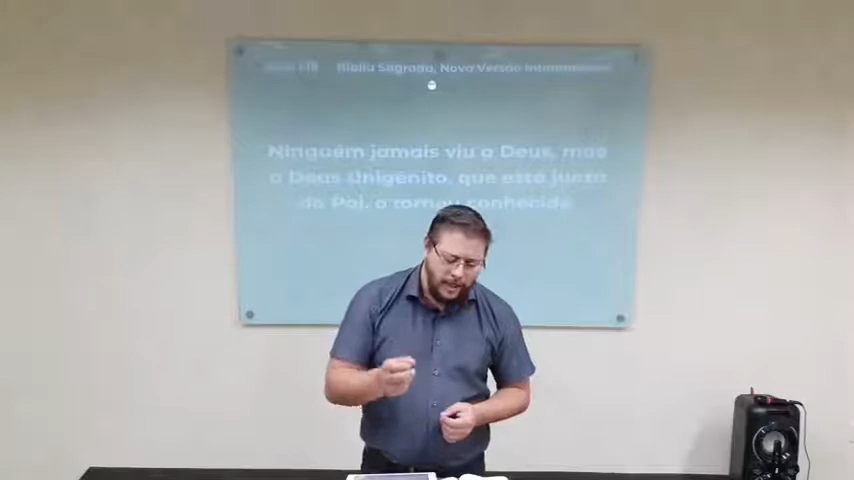 Bíblia Sagrada, Nova Versão Internacional
Ninguém jamais viu a Deus, mas
o Deus Unigênito, que está junto
do Pai, o tornou conhecido